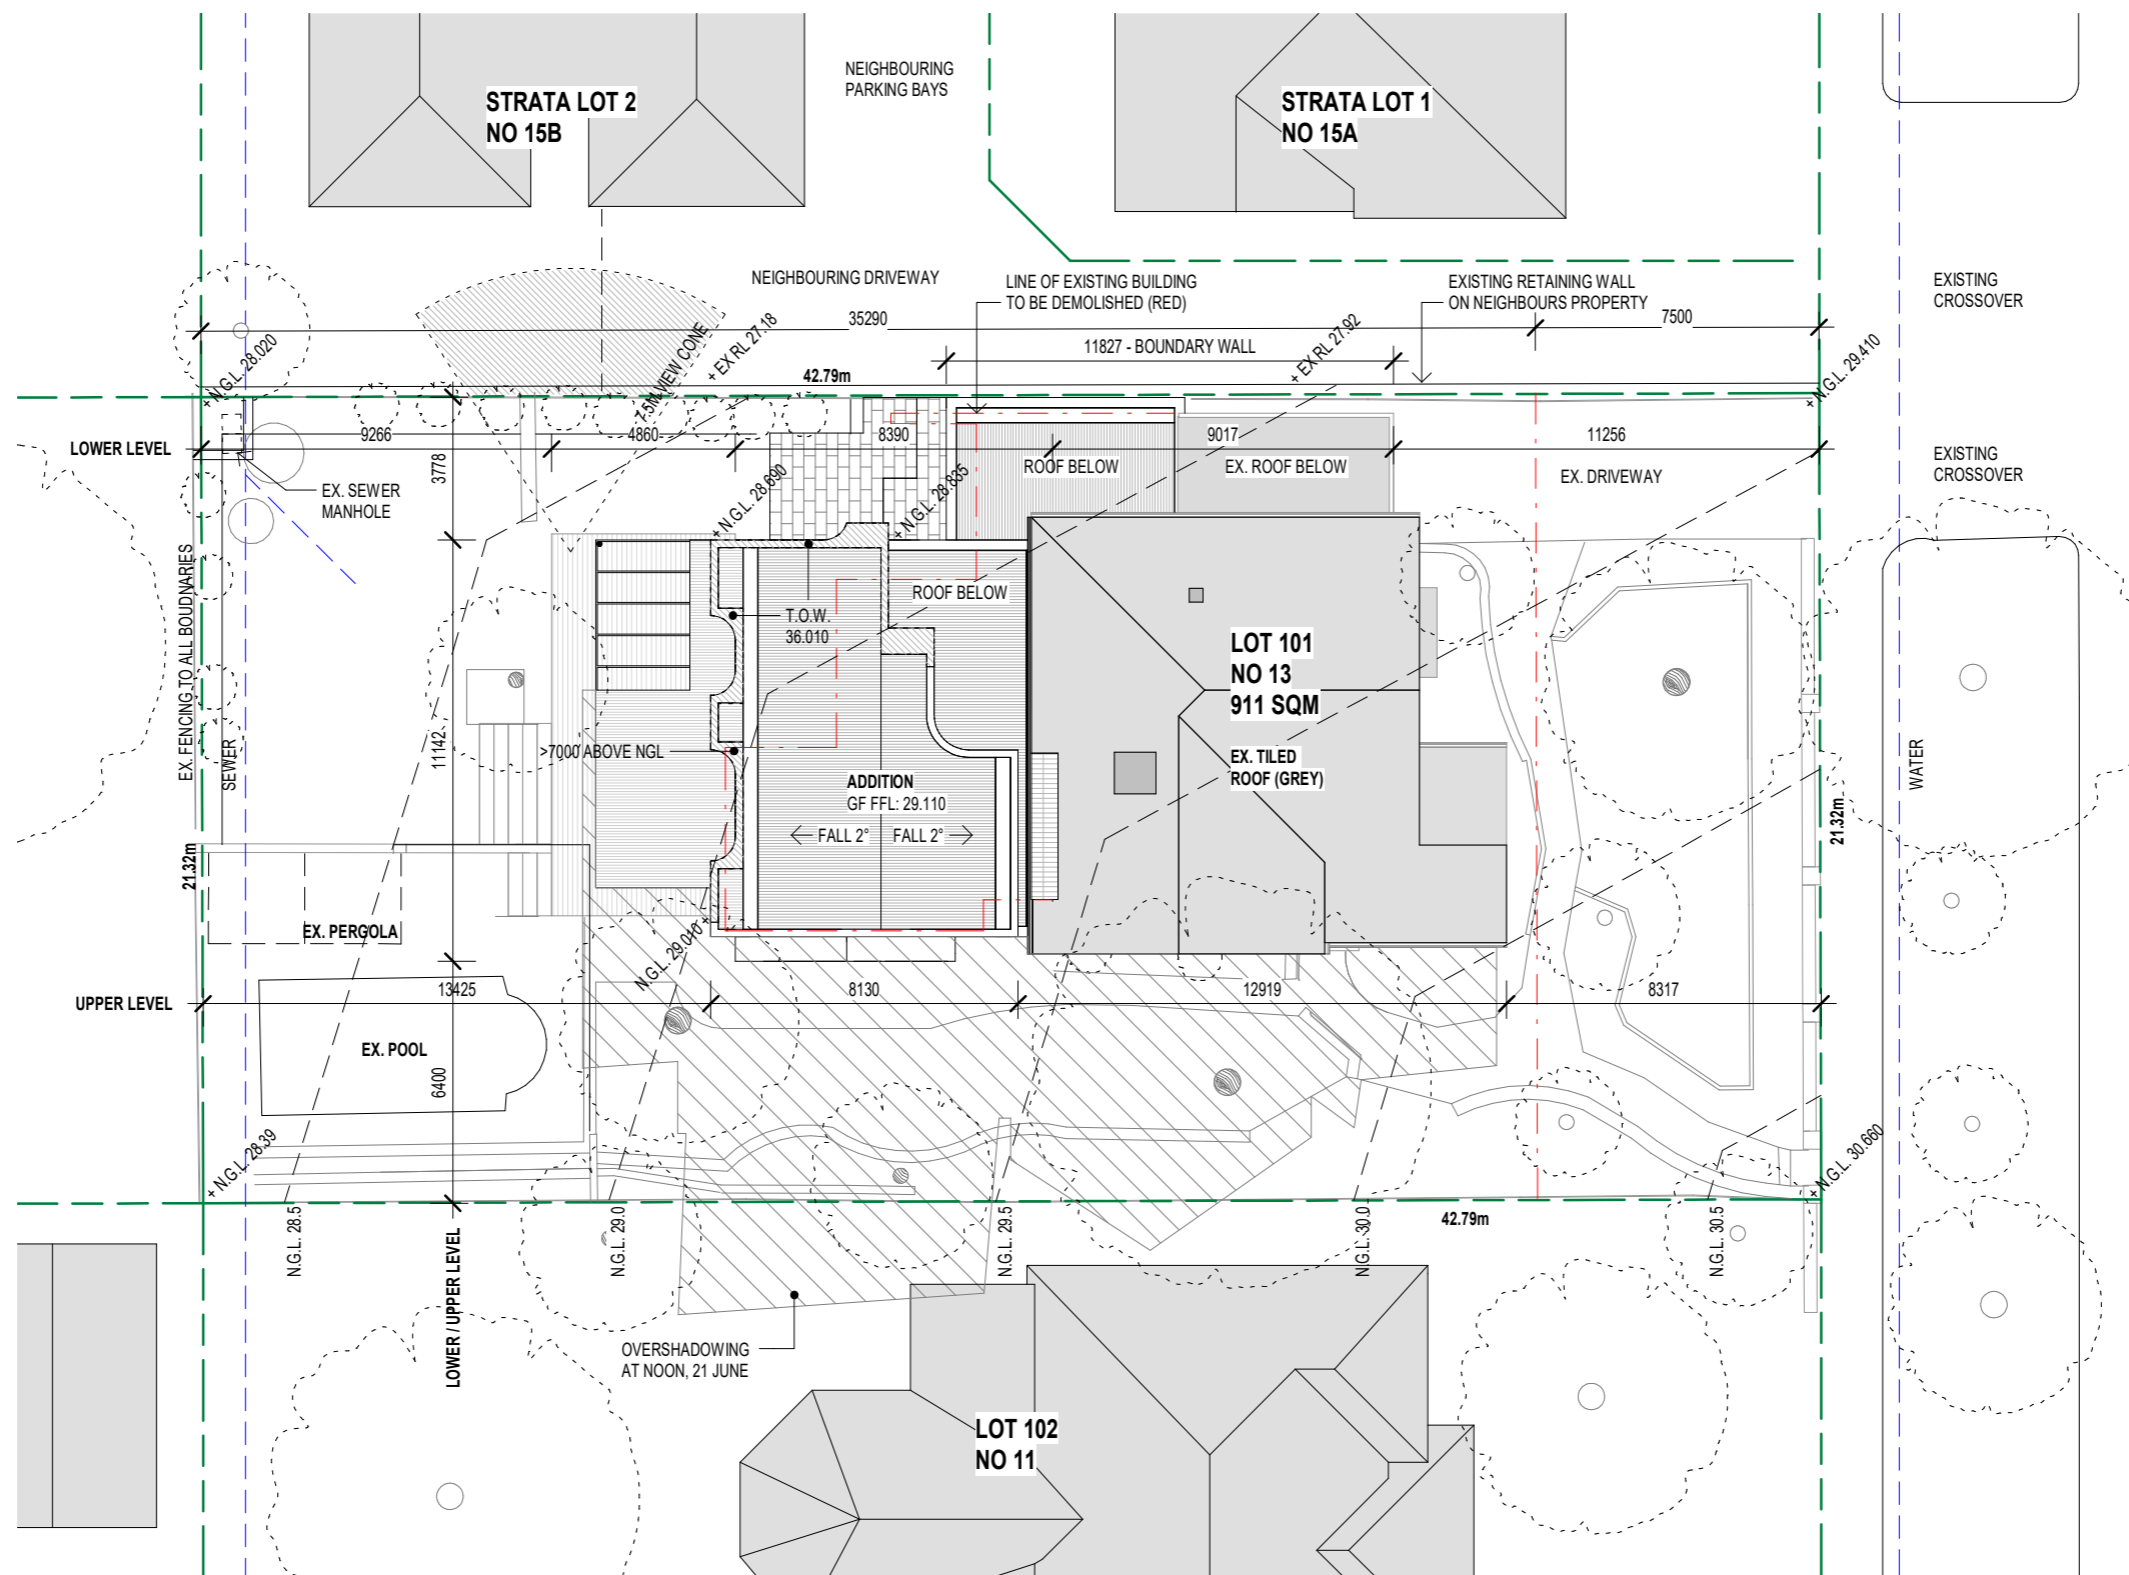 NEIGHBOURING
PARKING BAYS
STRATA LOT 2
NO 15B
STRATA LOT 1
NO 15A
NEIGHBOURING DRIVEWAY
LINE OF EXISTING BUILDING
TO BE DEMOLISHED (RED)
EXISTING RETAINING WALL
ON NEIGHBOURS PROPERTY
EXISTING
CROSSOVER
35290
7500
11827 - BOUNDARY WALL
42.79m
+ N.G.L. 28.020
7.5M VIEW CONE
+ EX RL 27.18
+ EX RL 27.92
+ N.G.L. 29.410
LOWER LEVEL
9266
4860
8390
9017
11256
3778
ROOF BELOW
EX. ROOF BELOW
EX. DRIVEWAY
EXISTING
CROSSOVER
EX. SEWER
MANHOLE
+ N.G.L. 28.690
+ N.G.L. 28.835
EX. FENCING TO ALL BOUDNARIES
SEWER
ROOF BELOW
T.O.W.
36.010
LOT 101
NO 13
911 SQM
11142
>7000 ABOVE NGL
EX. TILED
ROOF (GREY)
WATER
ADDITION
GF FFL: 29.110
FALL 2°
FALL 2°
21.32m
21.32m
EX. PERGOLA
N.G.L. 29.010 +
UPPER LEVEL
13425
8130
12919
8317
EX. POOL
6400
+ N.G.L. 28.39
+ N.G.L. 30.660
42.79m
N.G.L. 28.5
N.G.L. 29.0
N.G.L. 29.5
N.G.L. 30.0
N.G.L. 30.5
LOWER / UPPER LEVEL
OVERSHADOWING
AT NOON, 21 JUNE
LOT 102
NO 11